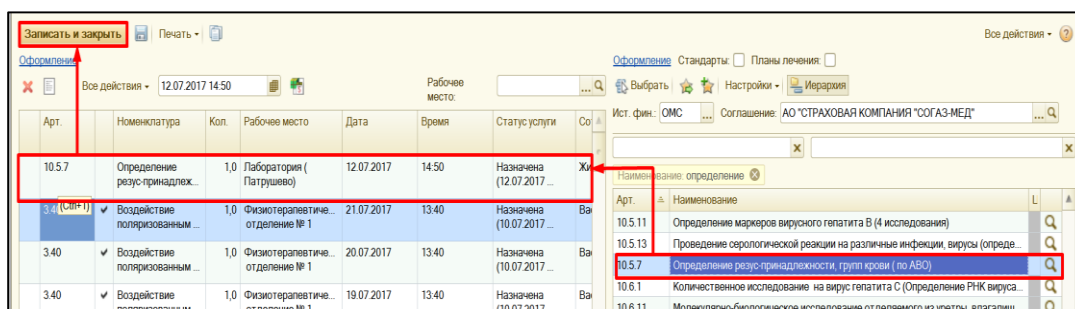 Записать и закрыть Печать Все действия
Оформление Оформление Стандарты: Планы лечения:
Все действия 12.07.2017 14:50 Рабочее место: ... Выбрать Настройки Иерархия
Ист. фин.: ОМС ... Соглашение: АО "СТРАХОВАЯ КОМПАНИЯ "СОГАЗ-МЕД" ...
Арт. Номенклатура Кол. Рабочее место Дата Время Статус услуги
10.5.7 Определение резус-принадлеж... 1,0 Лаборатория ( Патрушево) 12.07.2017 14:50 Назначена (12.07.2017 ...
(Ctrl+T)
Воздействие поляризованным ... 1,0 Физиотерапевтиче... отделение № 1 21.07.2017 13:40 Назначена (10.07.2017 ...
3.40 Воздействие поляризованным ... 1,0 Физиотерапевтиче... отделение № 1 20.07.2017 13:40 Назначена (10.07.2017 ...
3.40 Воздействие 1,0 Физиотерапевтиче... 19.07.2017 13:40 Назначена
Наименование: определение
Арт. Наименование
10.5.11 Определение маркеров вирусного гепатита В (4 исследования)
10.5.13 Проведение серологической реакции на различные инфекции, вирусы (опреде...
10.5.7 Определение резус-принадлежности, групп крови ( по АВО)
10.6.1 Количественное исследование на вирус гепатита С (Определение РНК вируса...
10.6.11